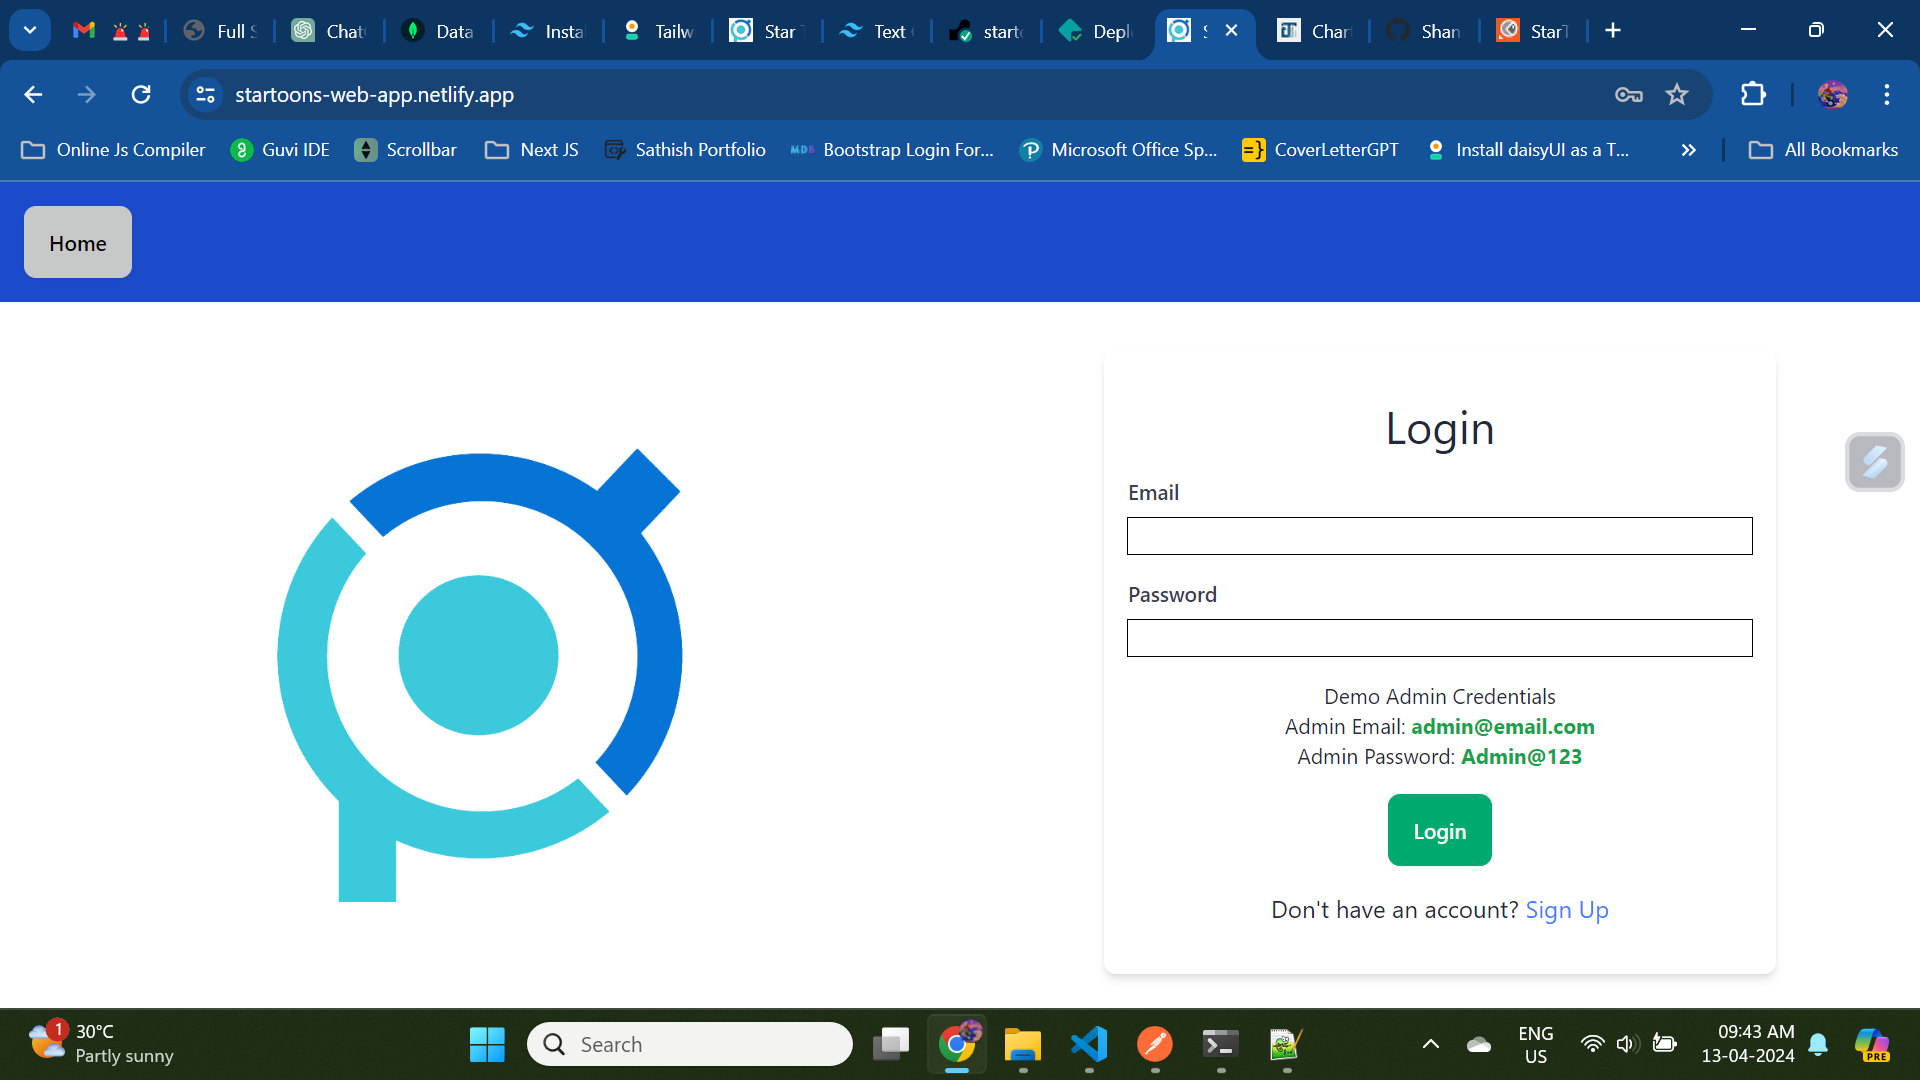 Full S
Chat
Data
Insta
Tailw
Star T
Text
starto
Depl
S
Char
Shan
StarT
startoons-web-app.netlify.app
Online Js Compiler
Guvi IDE
Scrollbar
Next JS
Sathish Portfolio
MDB
Bootstrap Login For...
Microsoft Office Sp...
CoverLetterGPT
Install daisyUI as a T...
All Bookmarks
Home
Login
Email
Password
Demo Admin Credentials
Admin Email: admin@email.com
Admin Password: Admin@123
Login
Don't have an account? Sign Up
1
30°C
Partly sunny
Search
ENG
US
09:43 AM
13-04-2024
PRE